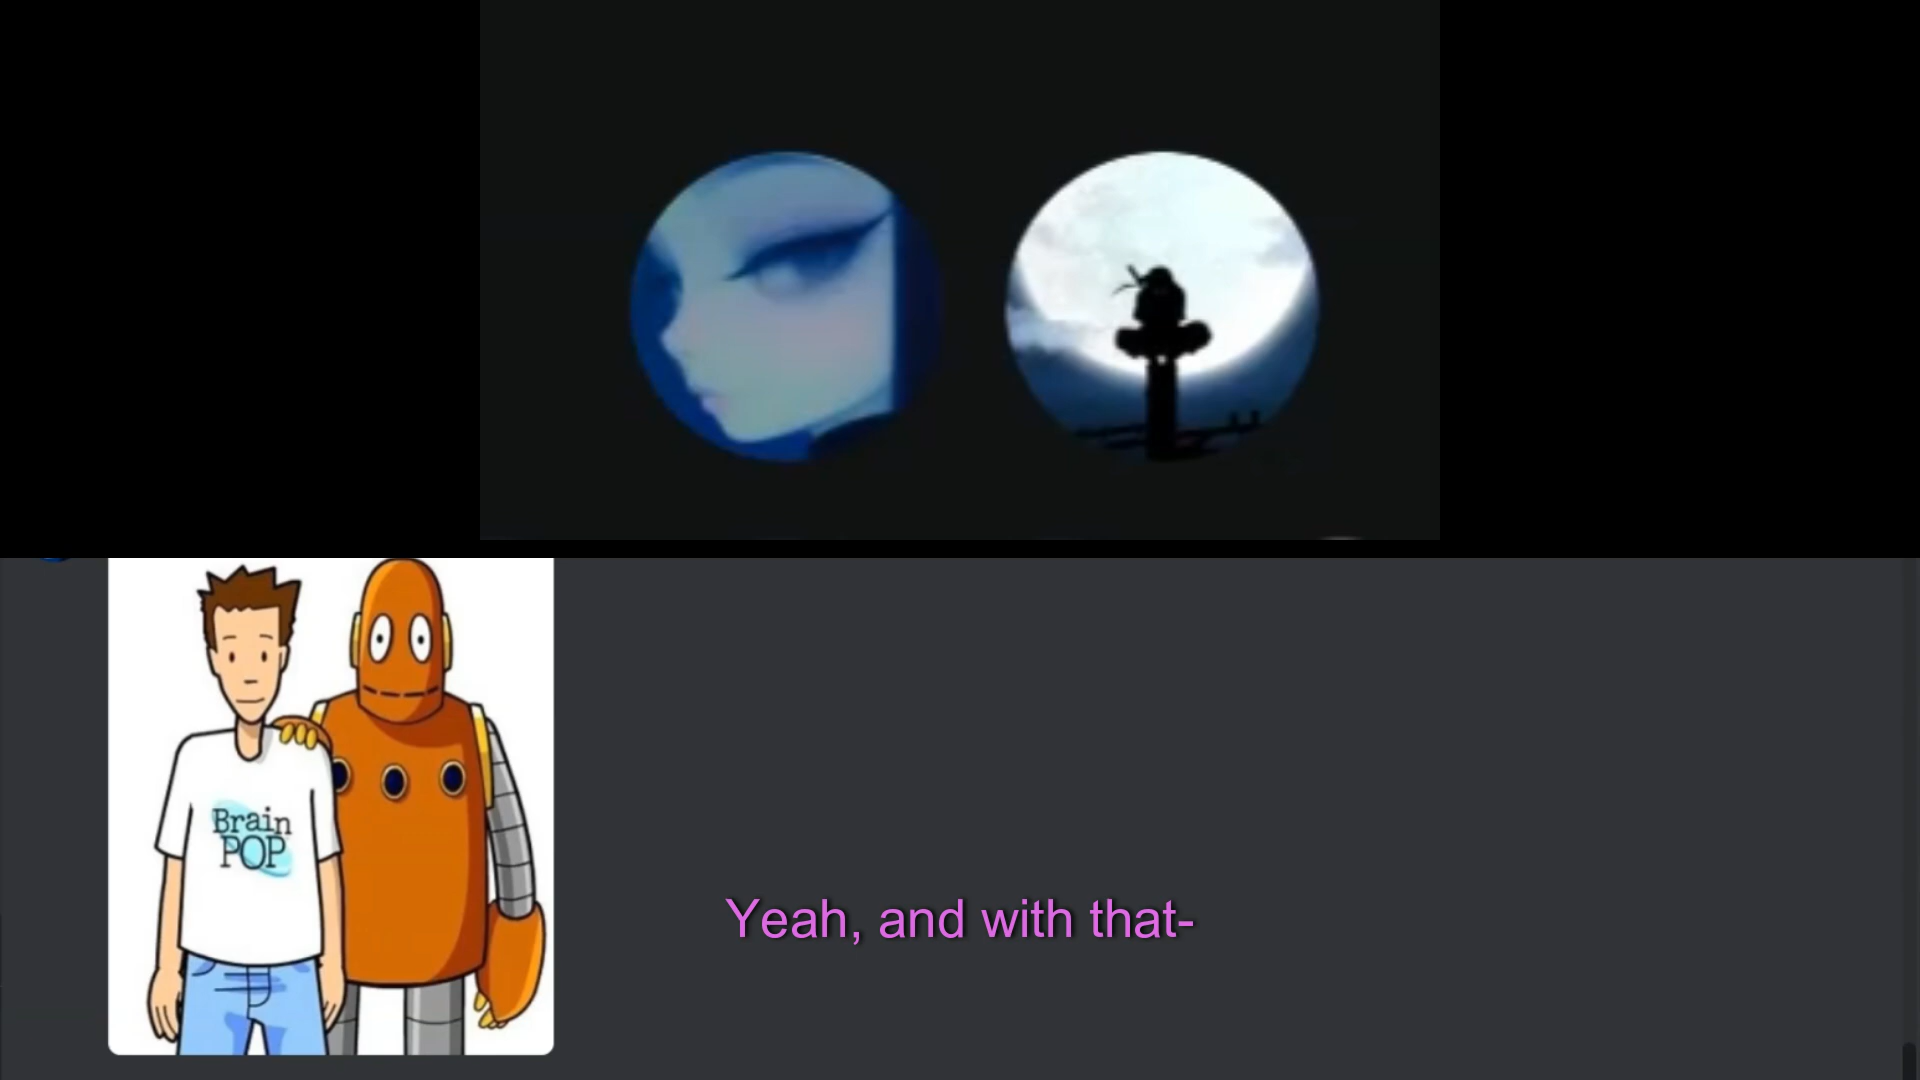 Brain
POP
Yeah, and with that-